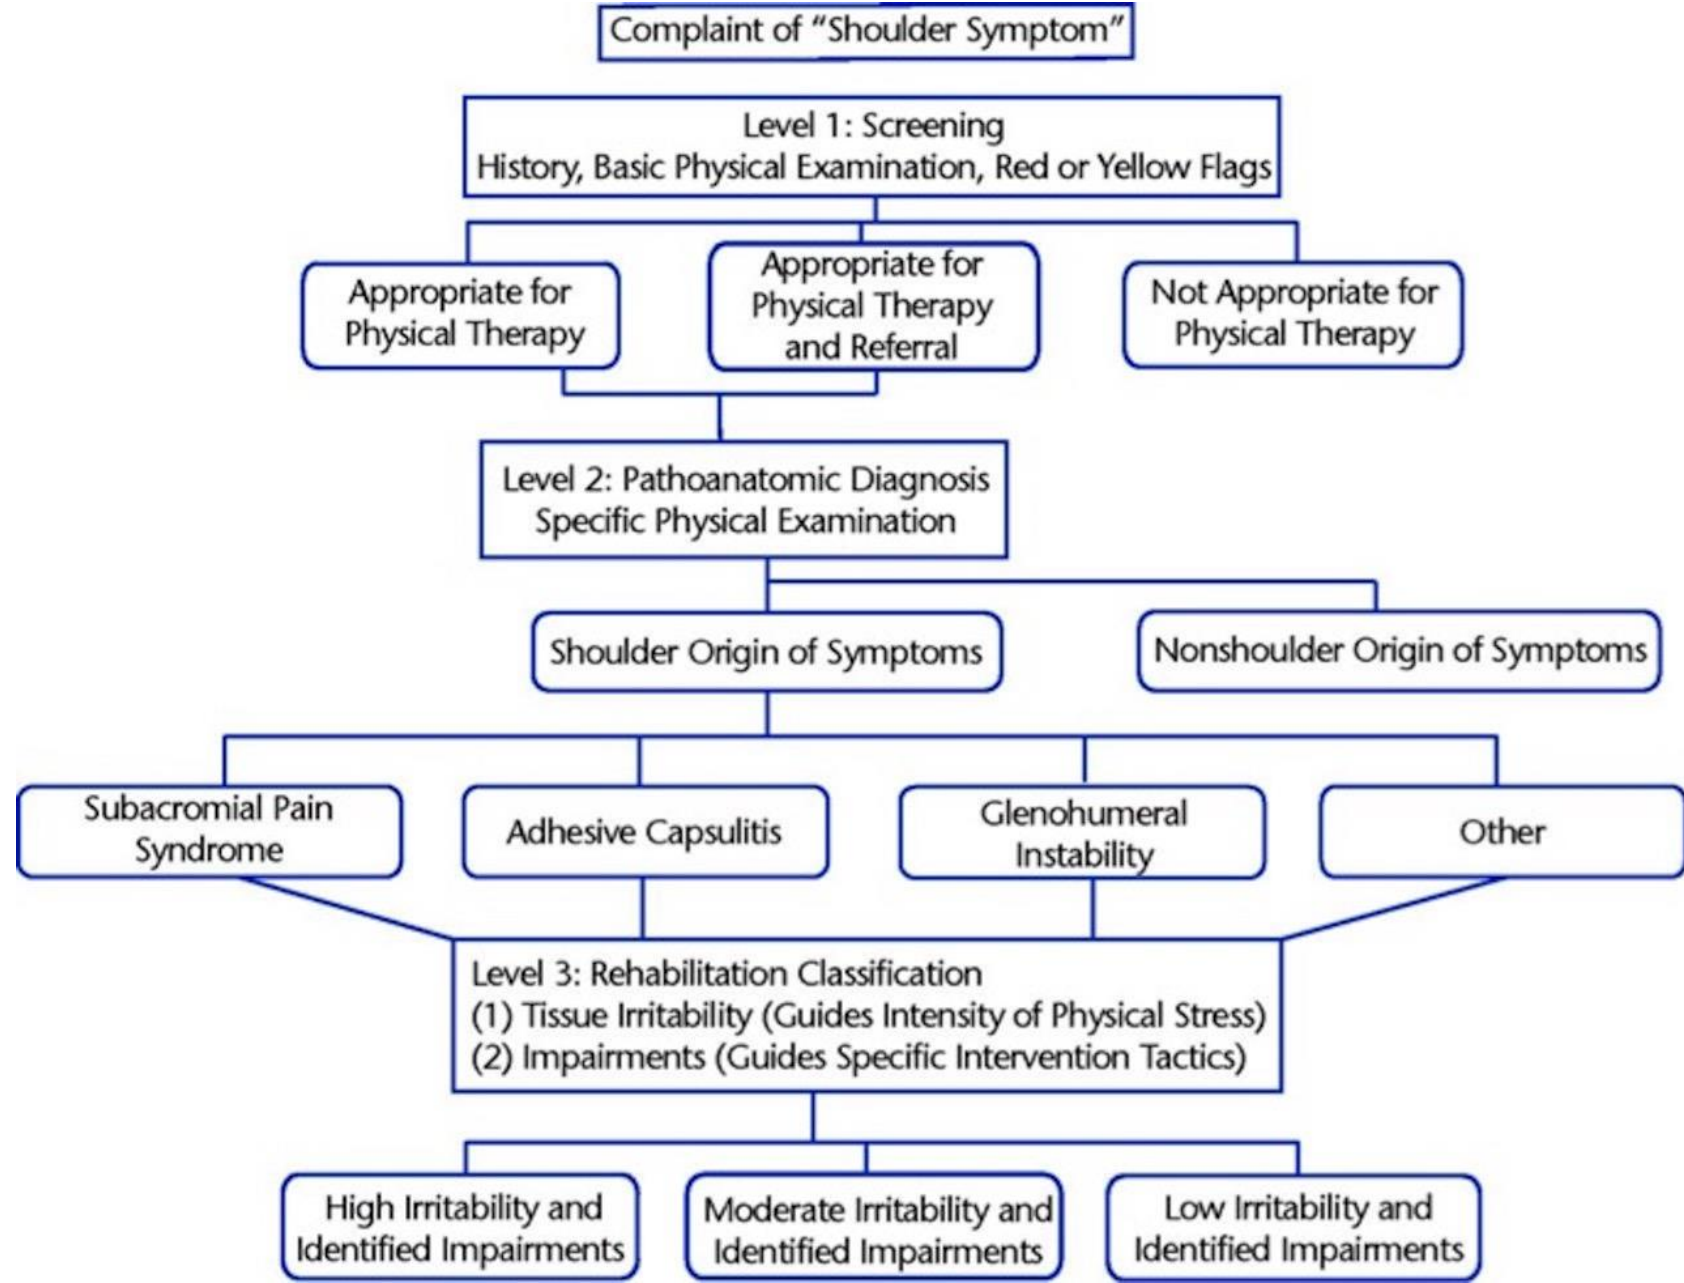 Complaint of “Shoulder Symptom”
Level 1: Screening
History, Basic Physical Examination, Red or Yellow Flags
Appropriate for
Physical Therapy
Appropriate for
Physical Therapy
and Referral
Not Appropriate for
Physical Therapy
Level 2: Pathoanatomic Diagnosis
Specific Physical Examination
Shoulder Origin of Symptoms
Nonshoulder Origin of Symptoms
Subacromial Pain
Syndrome
Adhesive Capsulitis
Glenohumeral
Instability
Other
Level 3: Rehabilitation Classification
(1) Tissue Irritability (Guides Intensity of Physical Stress)
(2) Impairments (Guides Specific Intervention Tactics)
High Irritability and
Identified Impairments
Moderate Irritability and
Identified Impairments
Low Irritability and
Identified Impairments